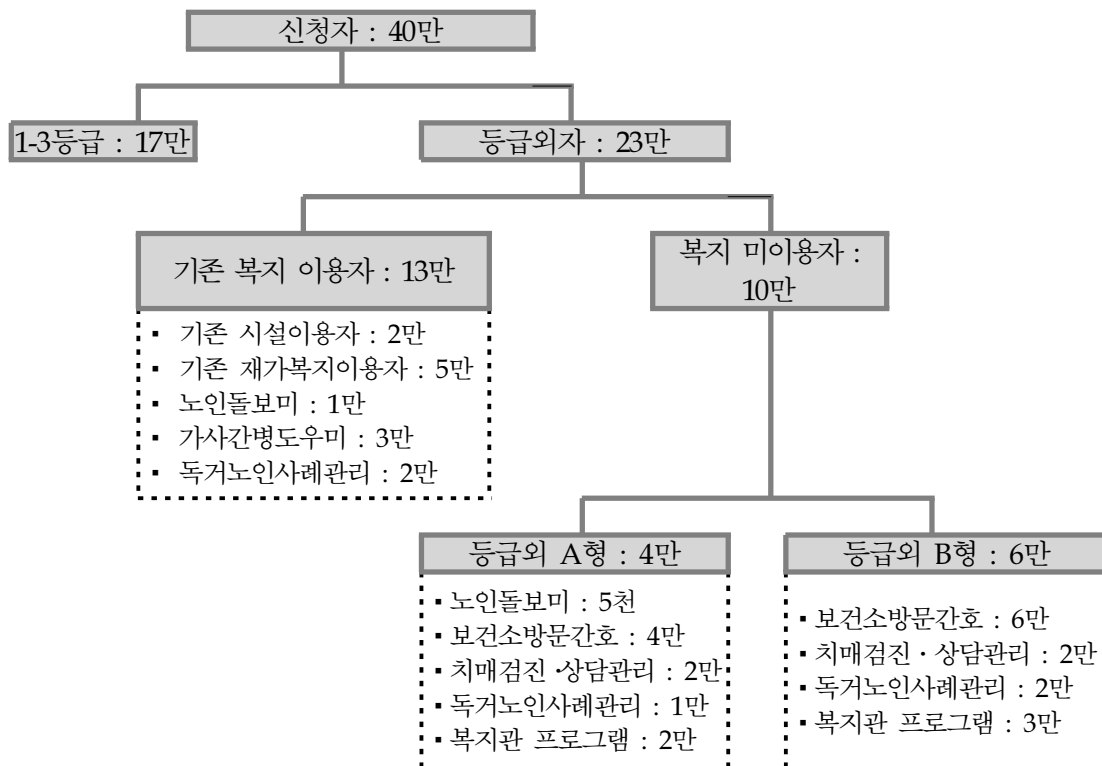 신청자 : 40만
1-3등급 : 17만
등급외자 : 23만
기존 복지 이용자 : 13만
▪ 기존 시설이용자 : 2만
▪ 기존 재가복지이용자 : 5만
▪ 노인돌보미 : 1만
▪ 가사간병도우미 : 3만
▪ 독거노인사례관리 : 2만
복지 미이용자 :
10만
등급외 A형 : 4만
▪ 노인돌보미 : 5천
▪ 보건소방문간호 : 4만
▪ 치매검진·상담관리 : 2만
▪ 독거노인사례관리 : 1만
▪ 복지관 프로그램 : 2만
등급외 B형 : 6만
▪ 보건소방문간호 : 6만
▪ 치매검진·상담관리 : 2만
▪ 독거노인사례관리 : 2만
▪ 복지관 프로그램 : 3만